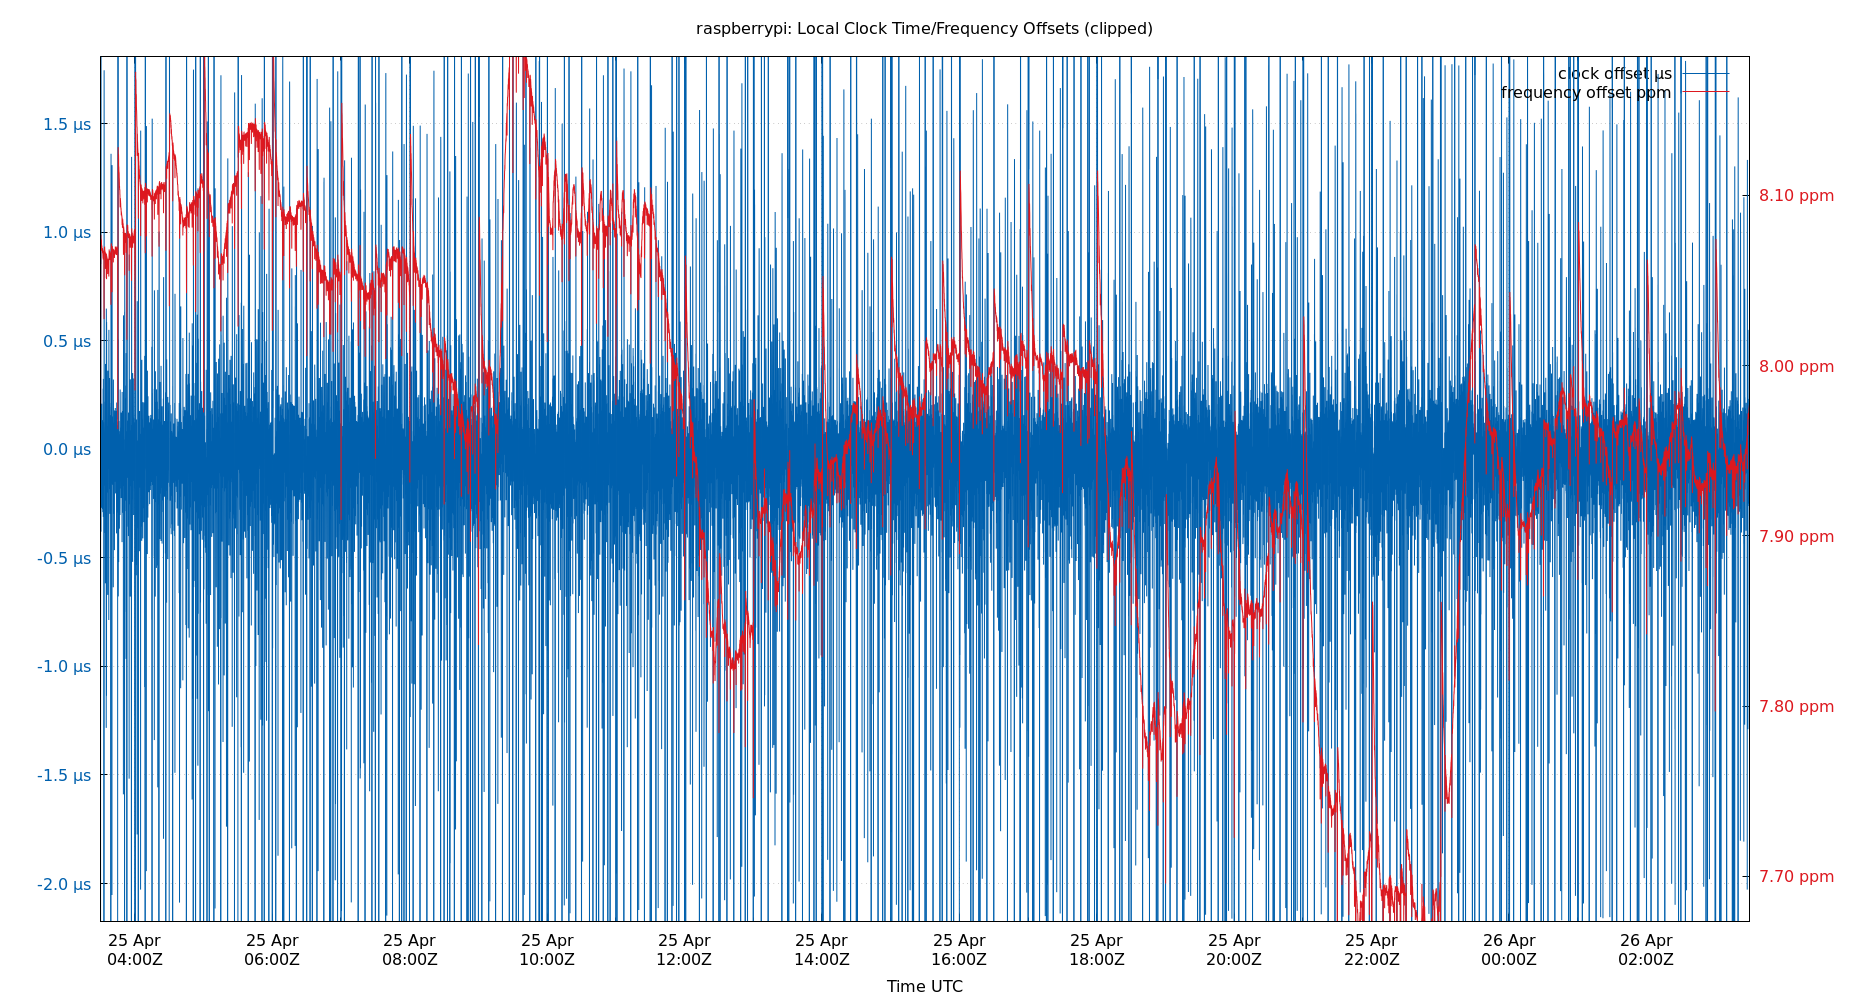 raspberrypi: Local Clock Time/Frequency Offsets (clipped)
clock offset µs
frequency offset ppm
1.5 µs
1.0 µs
0.5 µs
0.0 µs
-0.5 µs
-1.0 µs
-1.5 µs
-2.0 µs
8.10 ppm
8.00 ppm
7.90 ppm
7.80 ppm
7.70 ppm
25 Apr 25 Apr 25 Apr 25 Apr 25 Apr 25 Apr 25 Apr 25 Apr 25 Apr 25 Apr 26 Apr 26 Apr
04:00Z 06:00Z 08:00Z 10:00Z 12:00Z 14:00Z 16:00Z 18:00Z 20:00Z 22:00Z 00:00Z 02:00Z
Time UTC